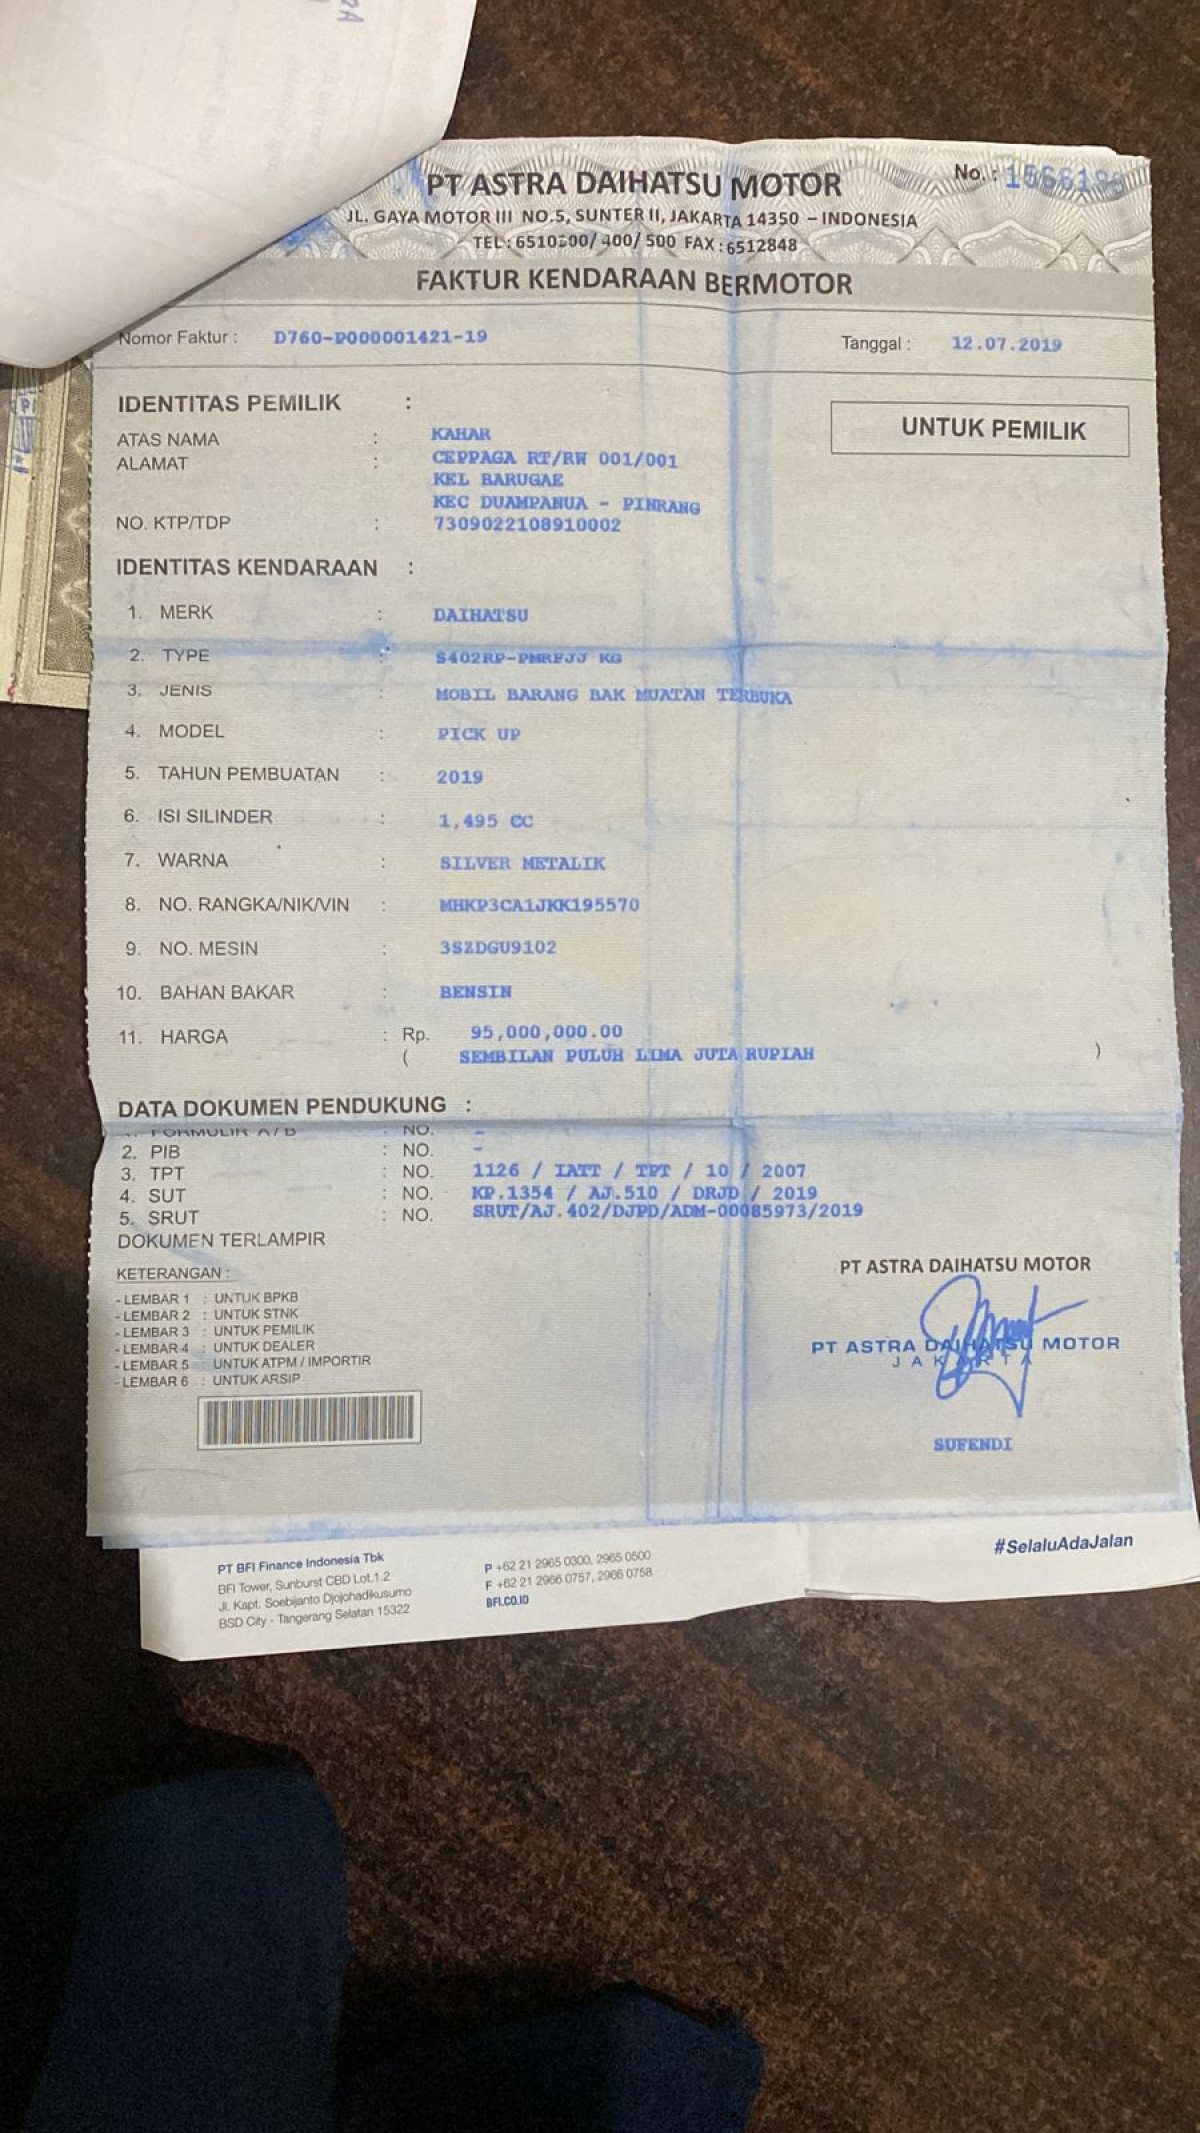 PT ASTRA DAIHATSU MOTOR
No. :
JL. GAYA MOTOR III NO.5, SUNTER II, JAKARTA 14350 – INDONESIA
TEL : 6510300/ 400/ 500 FAX : 6512848
FAKTUR KENDARAAN BERMOTOR
Nomor Faktur : D760-P000001421-19
Tanggal : 12.07.2019
IDENTITAS PEMILIK :
UNTUK PEMILIK
ATAS NAMA : KAHAR
ALAMAT : CEPPAGA RT/RW 001/001
KEL BARUGAE
KEC DUAMPANUA - PINRANG
NO. KTP/TDP : 7309022108910002
IDENTITAS KENDARAAN :
1. MERK : DAIHATSU
2. TYPE : S402RP-PMRFJJ KG
3. JENIS : MOBIL BARANG BAK MUATAN TERBUKA
4. MODEL : PICK UP
5. TAHUN PEMBUATAN : 2019
6. ISI SILINDER : 1,495 CC
7. WARNA : SILVER METALIK
8. NO. RANGKA/NIK/VIN : MHKP3CA1JKK195570
9. NO. MESIN : 3SZDGU9102
10. BAHAN BAKAR : BENSIN
11. HARGA : Rp. 95,000,000.00
( SEMBILAN PULUH LIMA JUTA RUPIAH )
DATA DOKUMEN PENDUKUNG :
1. FORMULIR A/B : NO. -
2. PIB : NO. -
3. TPT : NO. 1126 / IATT / TPT / 10 / 2007
4. SUT : NO. KP.1354 / AJ.510 / DRJD / 2019
5. SRUT : NO. SRUT/AJ.402/DJPD/ADM-00085973/2019
DOKUMEN TERLAMPIR
KETERANGAN :
- LEMBAR 1 : UNTUK BPKB
- LEMBAR 2 : UNTUK STNK
- LEMBAR 3 : UNTUK PEMILIK
- LEMBAR 4 : UNTUK DEALER
- LEMBAR 5 : UNTUK ATPM / IMPORTIR
- LEMBAR 6 : UNTUK ARSIP
PT ASTRA DAIHATSU MOTOR
PT ASTRA DAIHATSU MOTOR
JAKARTA
SUFENDI
#SelaluAdaJalan
PT BFI Finance Indonesia Tbk
BFI Tower, Sunburst CBD Lot.1.2
Jl. Kapt. Soebijanto Djojohadikusumo
BSD City - Tangerang Selatan 15322
P +62 21 2965 0300, 2965 0500
F +62 21 2966 0757, 2966 0758
BFI.CO.ID